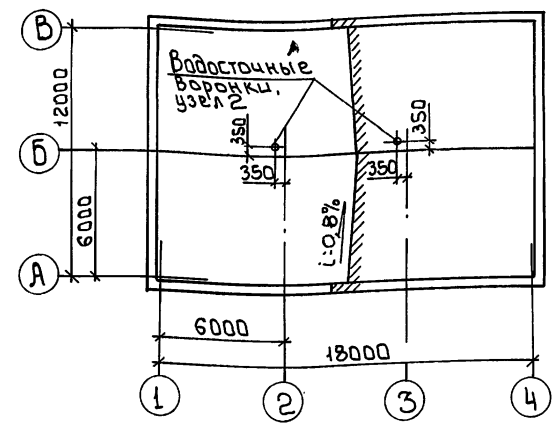 В
Водосточные
воронки,
узел 2
12000
350
350
Б
350
350
6000
i=0,8%
А
6000
18000
1
2
3
4